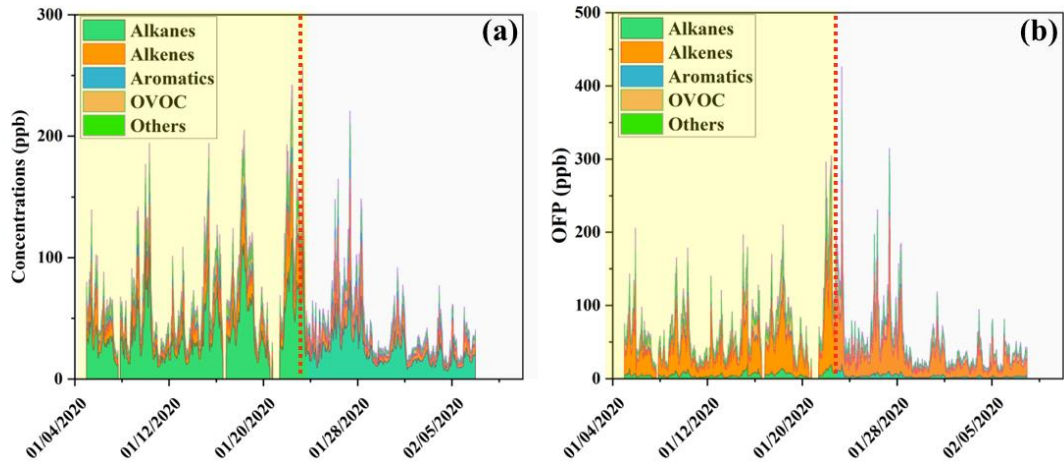 (a)
300
200
100
0
Concentrations (ppb)
Alkanes
Alkenes
Aromatics
OVOC
Others
01/04/2020
01/12/2020
01/20/2020
01/28/2020
02/05/2020
(b)
500
400
300
200
100
0
OFP (ppb)
Alkanes
Alkenes
Aromatics
OVOC
Others
01/04/2020
01/12/2020
01/20/2020
01/28/2020
02/05/2020